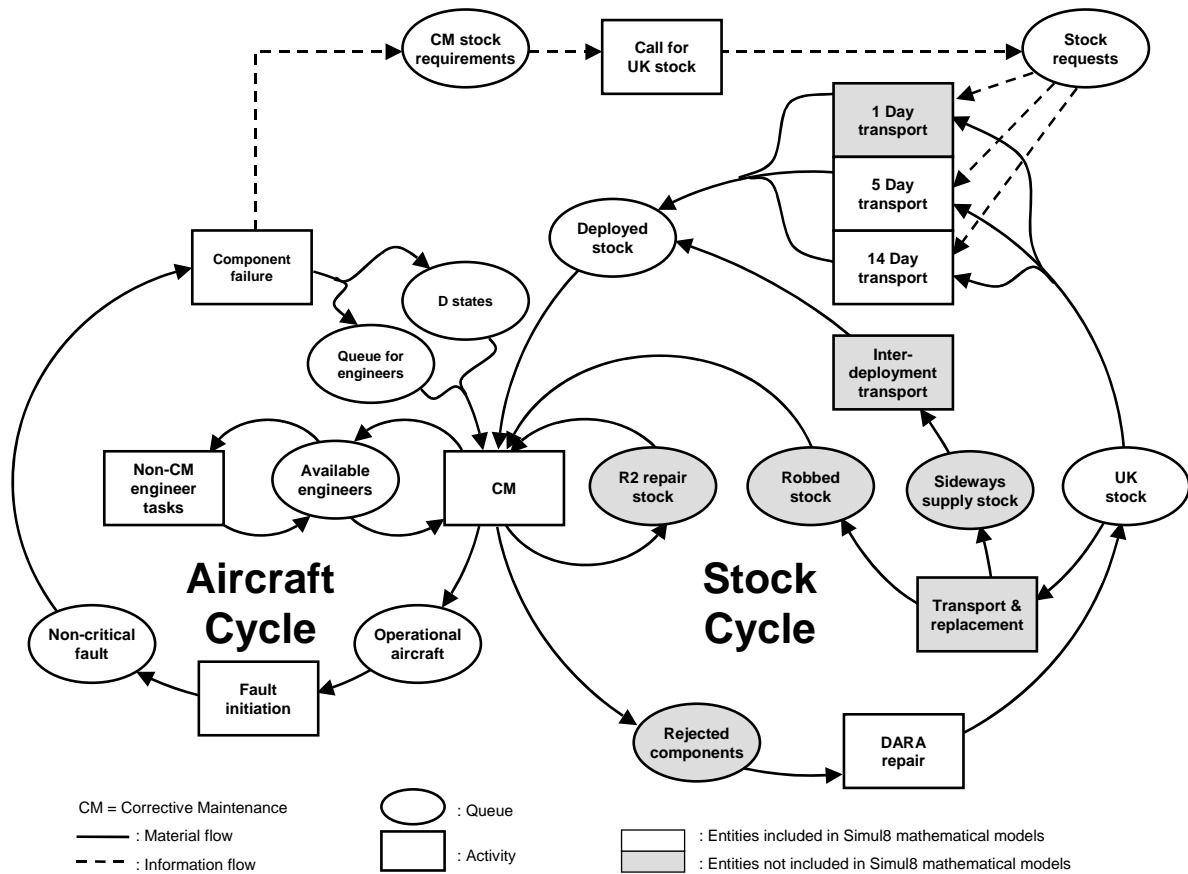 CM stock
requirements
Call for
UK stock
Stock
requests
1 Day
transport
5 Day
transport
14 Day
transport
Deployed
stock
Component
failure
D states
Queue for
engineers
Inter-
deployment
transport
Non-CM
engineer
tasks
Available
engineers
CM
R2 repair
stock
Robbed
stock
Sideways
supply stock
UK
stock
Aircraft
Cycle
Stock
Cycle
Transport &
replacement
Non-critical
fault
Operational
aircraft
Fault
initiation
Rejected
components
DARA
repair
CM = Corrective Maintenance
: Material flow
: Information flow
: Queue
: Activity
: Entities included in Simul8 mathematical models
: Entities not included in Simul8 mathematical models